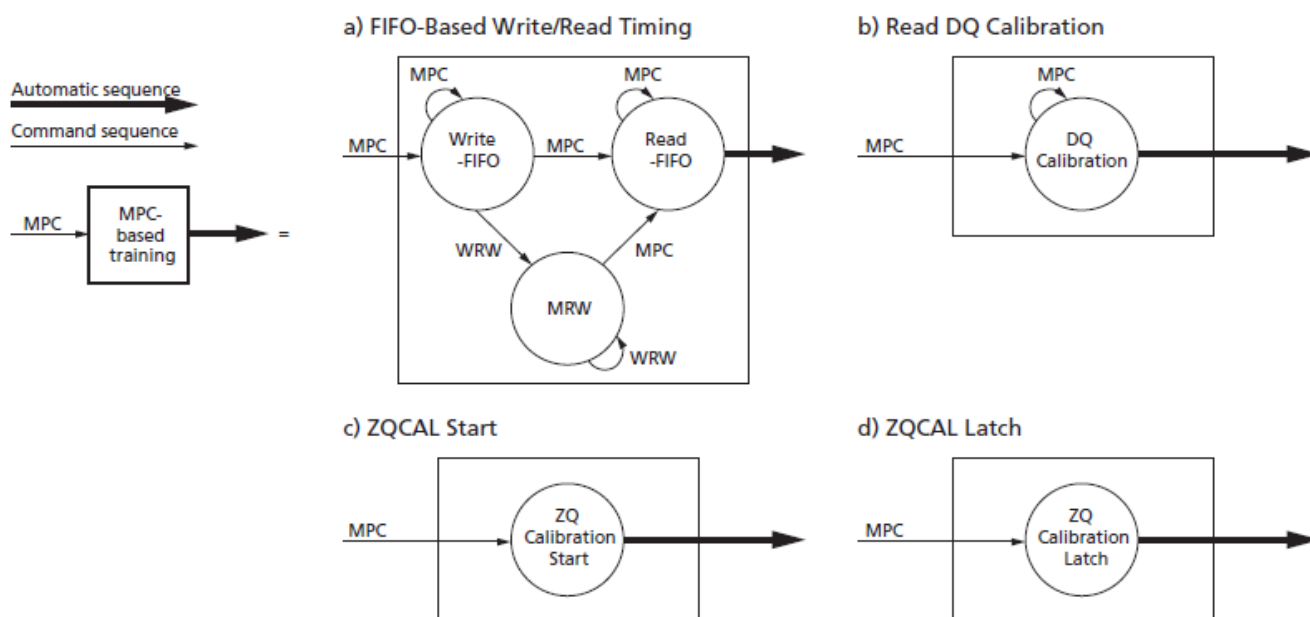 a) FIFO-Based Write/Read Timing
b) Read DQ Calibration
Automatic sequence
Command sequence
MPC
MPC-
based
training
=
MPC
MPC
MPC
Write
-FIFO
MPC
Read
-FIFO
WRW
MPC
MRW
WRW
MPC
MPC
DQ
Calibration
c) ZQCAL Start
d) ZQCAL Latch
MPC
ZQ
Calibration
Start
MPC
ZQ
Calibration
Latch